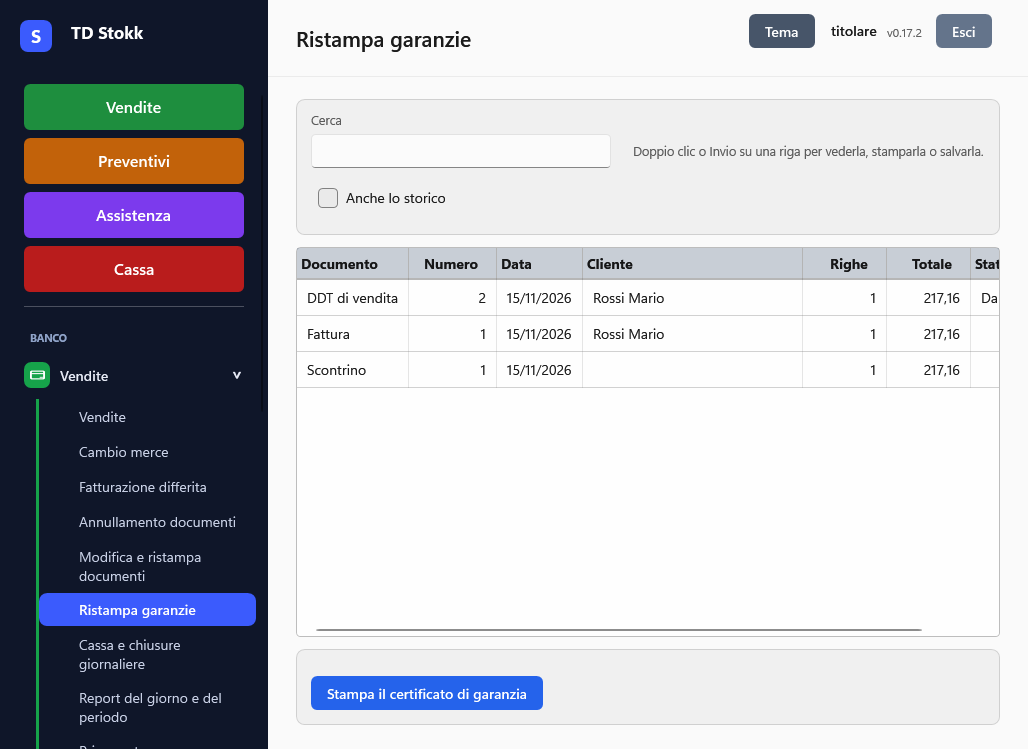 S
TD Stokk
Vendite
Preventivi
Assistenza
Cassa
BANCO
Vendite
Vendite
Cambio merce
Fatturazione differita
Annullamento documenti
Modifica e ristampa
documenti
Ristampa garanzie
Cassa e chiusure
giornaliere
Report del giorno e del
periodo
Ristampa garanzie
Tema
titolare
v0.17.2
Esci
Cerca
Doppio clic o Invio su una riga per vederla, stamparla o salvarla.
Anche lo storico
Documento Numero Data Cliente Righe Totale Stat
DDT di vendita 2 15/11/2026 Rossi Mario 1 217,16 Da
Fattura 1 15/11/2026 Rossi Mario 1 217,16
Scontrino 1 15/11/2026 1 217,16
Stampa il certificato di garanzia